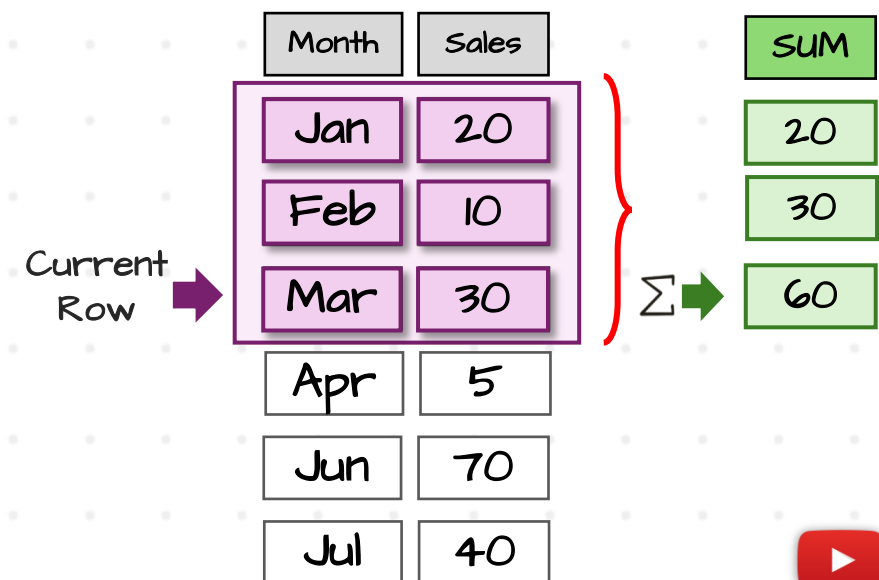 Month Sales SUM
Jan 20 20
Feb 10 30
Current
Row
Mar 30 Σ 60
Apr 5
Jun 70
Jul 40